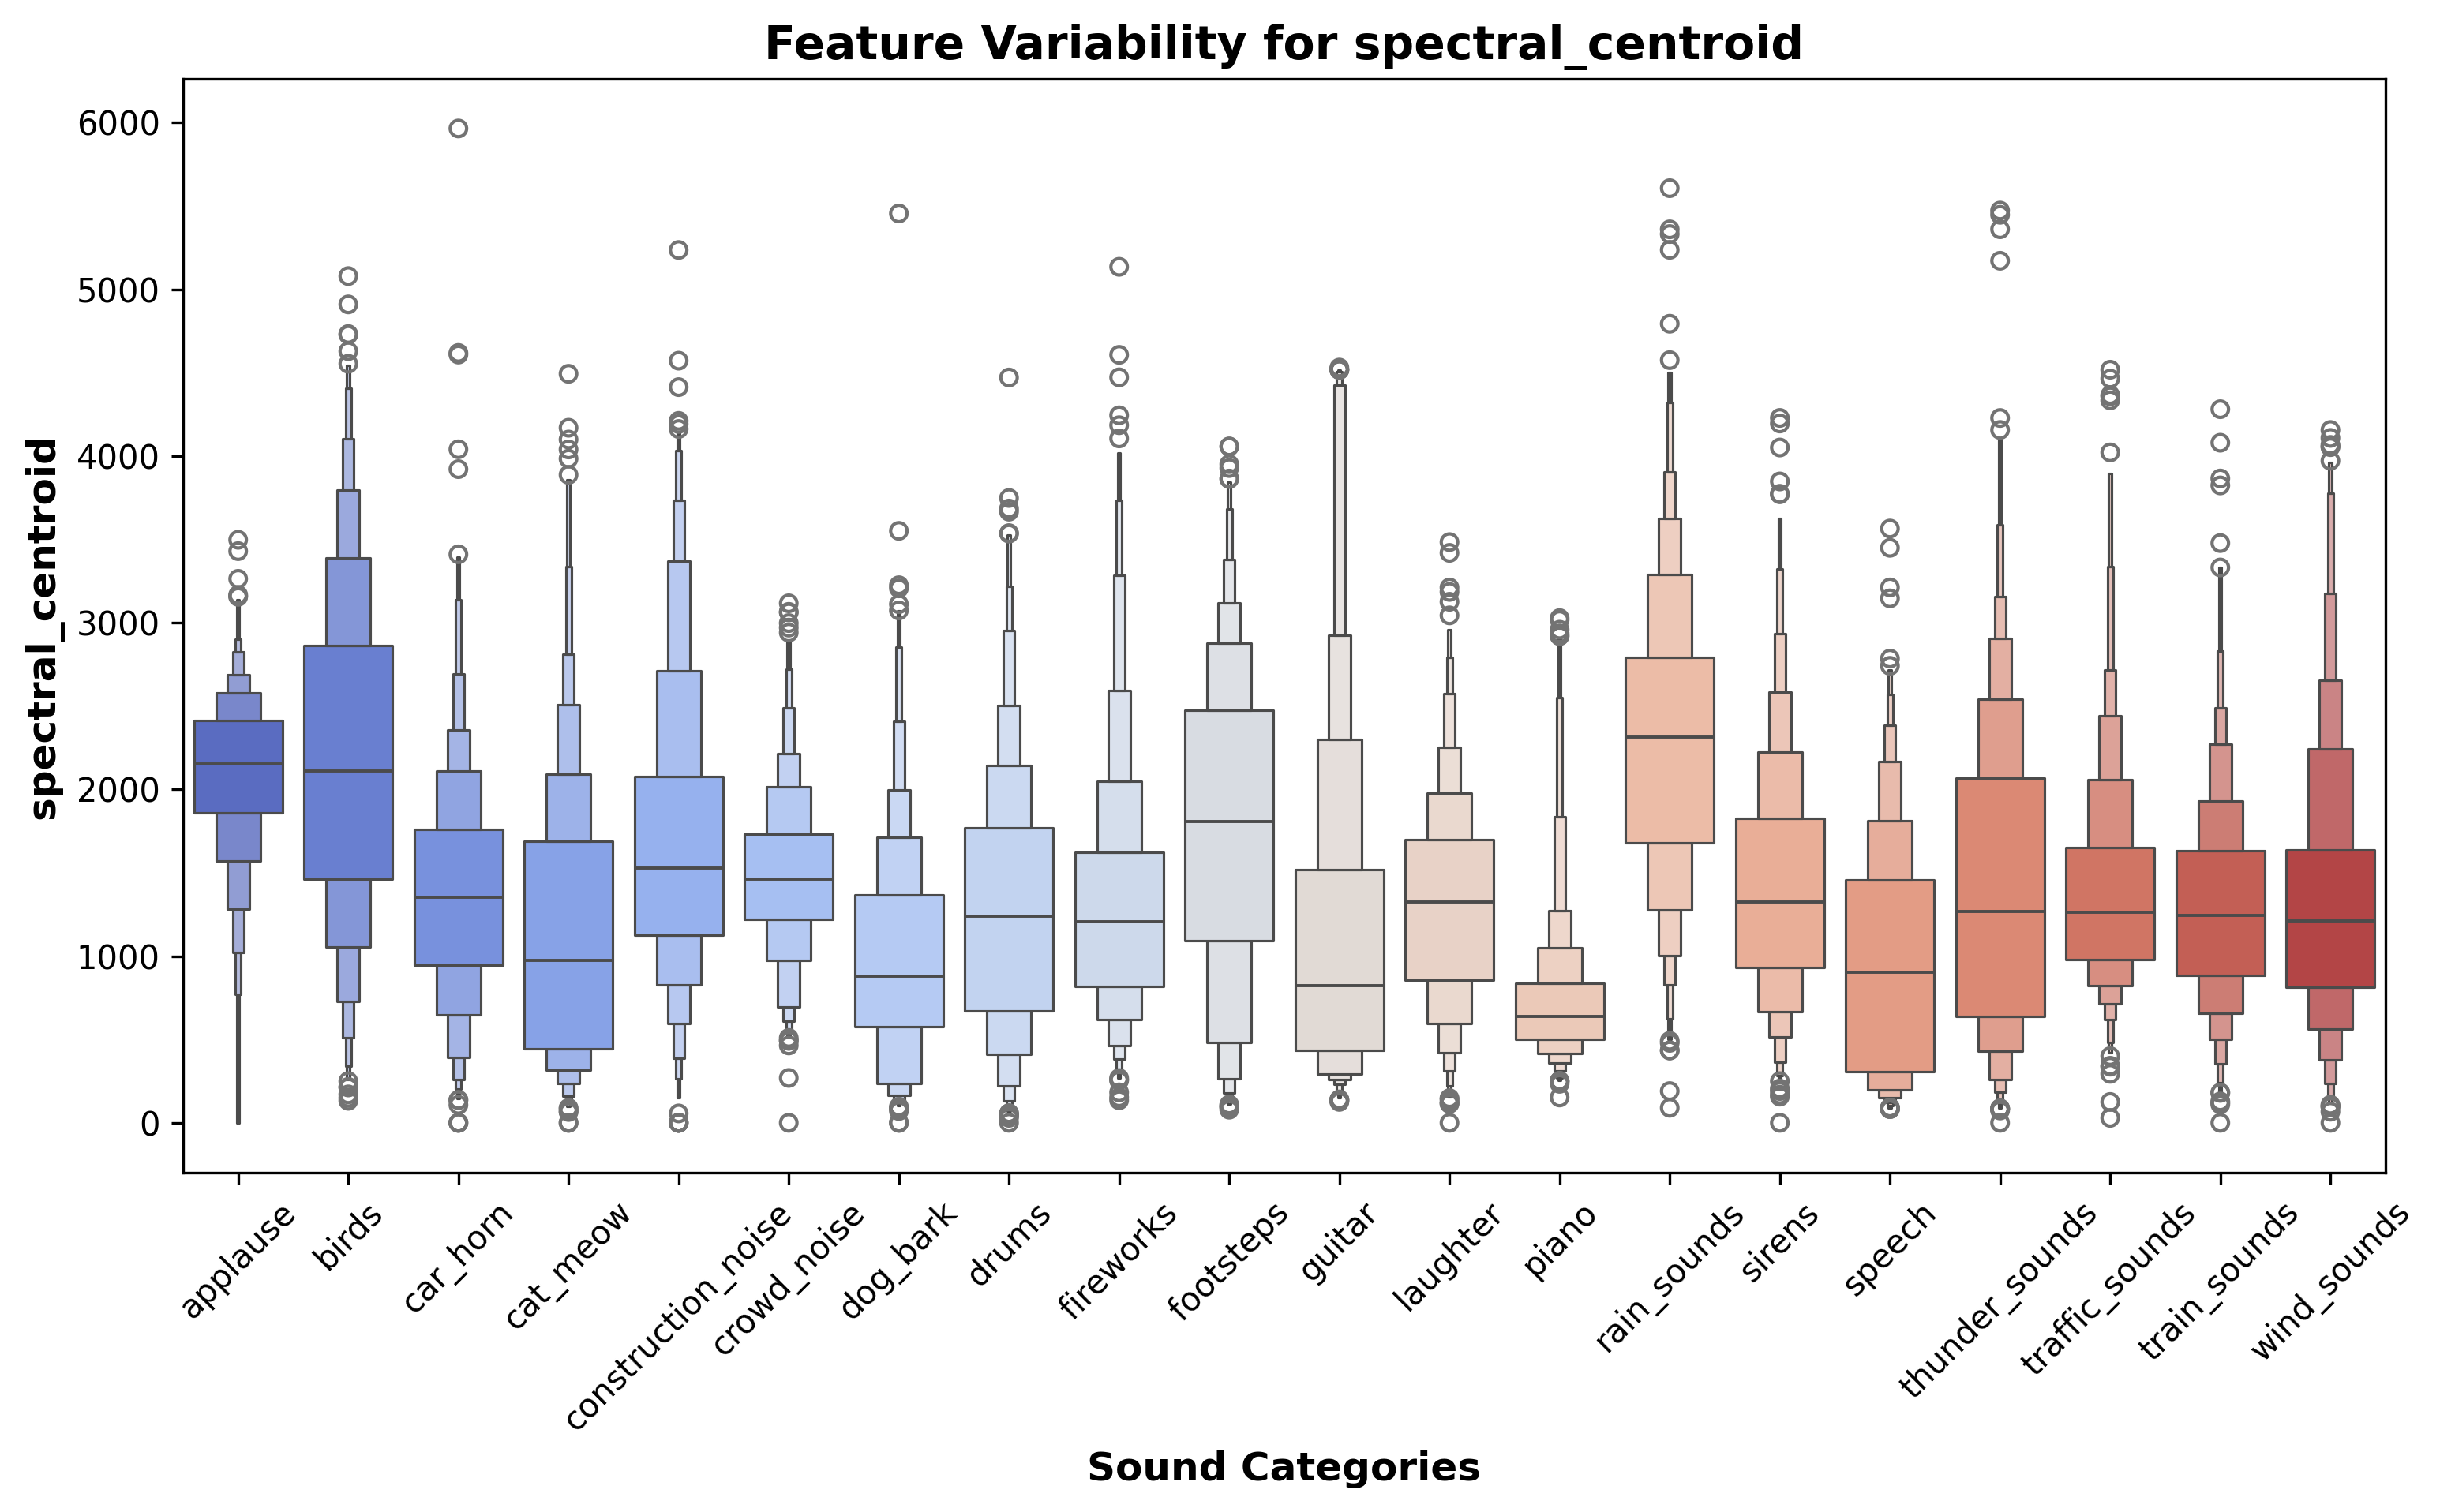 Feature Variability for spectral_centroid
spectral_centroid
6000
5000
4000
3000
2000
1000
0
applause
birds
car_horn
cat_meow
construction_noise
crowd_noise
dog_bark
drums
fireworks
footsteps
guitar
laughter
piano
rain_sounds
sirens
speech
thunder_sounds
traffic_sounds
train_sounds
wind_sounds
Sound Categories